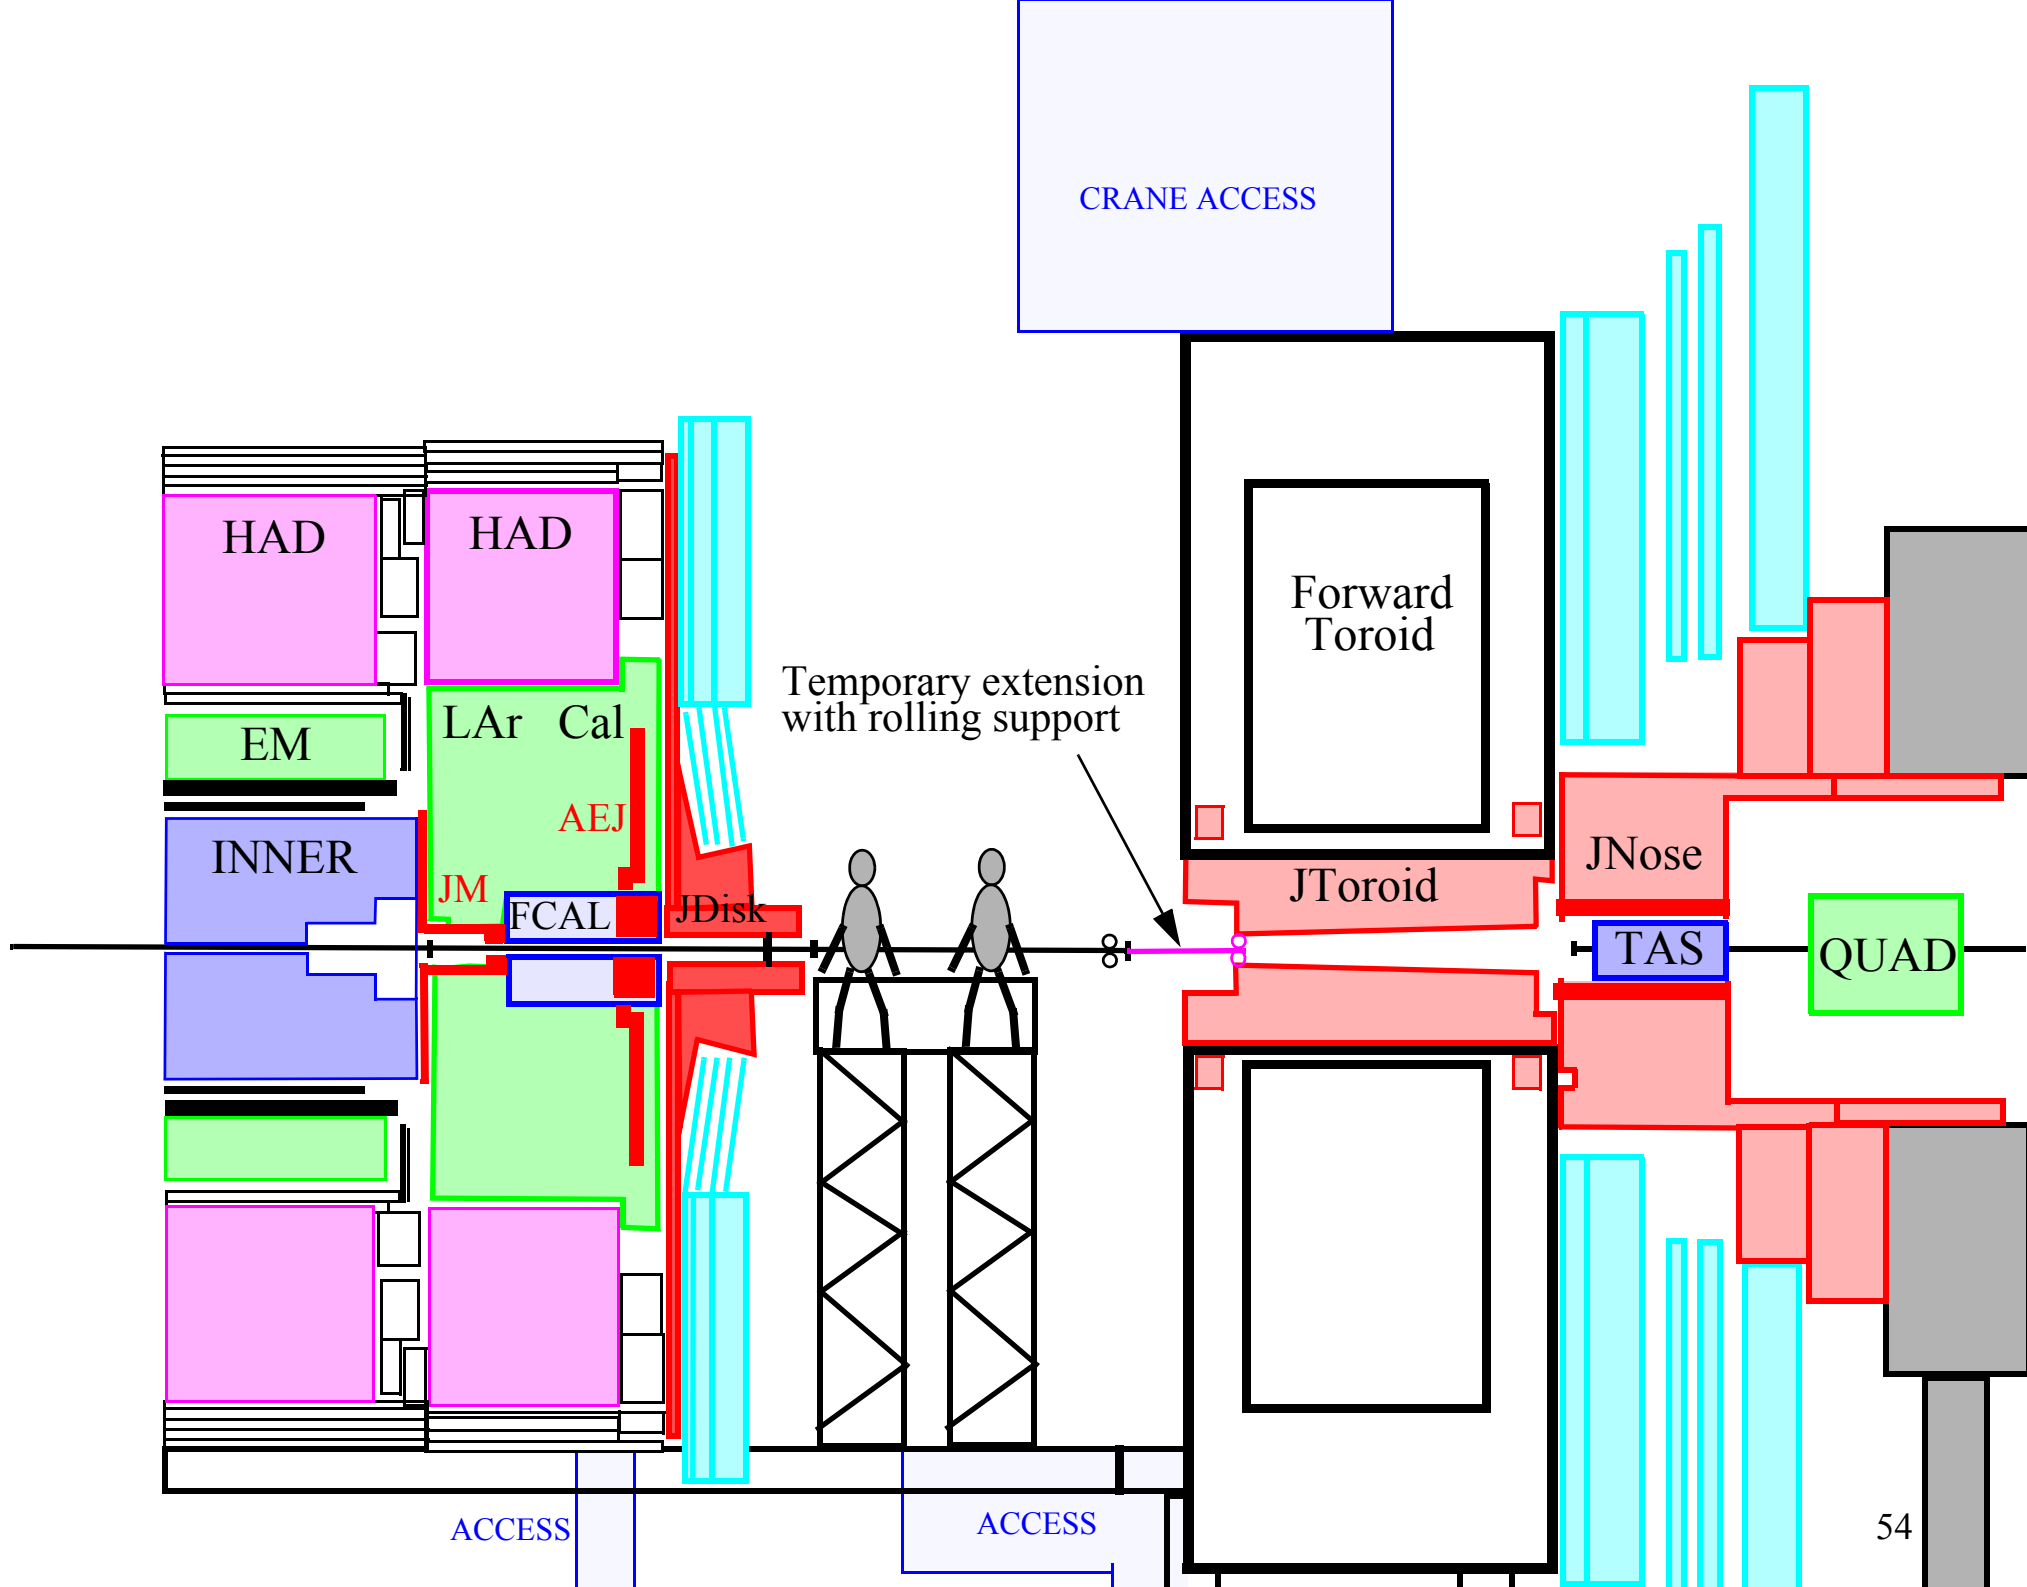 CRANE ACCESS
HAD
HAD
Forward
Toroid
Temporary extension
with rolling support
LAr Cal
EM
AEJ
INNER
JM
FCAL
JDisk
JToroid
JNose
TAS
QUAD
ACCESS
ACCESS
54